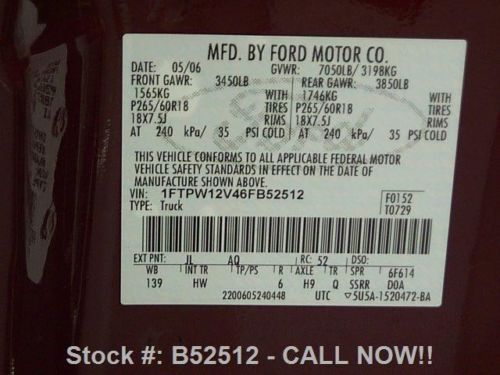 MFD. BY FORD MOTOR CO.
DATE: 05/06 GVWR: 7050LB/ 3198KG
FRONT GAWR: 3450LB REAR GAWR: 3850LB
1565KG WITH 1746KG WITH
P265/60R18 TIRES P265/60R18 TIRES
18X7.5J RIMS 18X7.5J RIMS
AT 240 kPa/ 35 PSI COLD AT 240 kPa/ 35 PSI COLD
THIS VEHICLE CONFORMS TO ALL APPLICABLE FEDERAL MOTOR
VEHICLE SAFETY STANDARDS IN EFFECT ON THE DATE OF
MANUFACTURE SHOWN ABOVE.
VIN: 1FTPW12V46FB52512 F0152
TYPE: Truck T0729
EXT PNT: JL AQ RC: 52 DSO:
WB INT TR TP/PS R AXLE TR SPR 6F614
139 HW 6 H9 Q SSRR DOA
2200605240448 UTC 5U5A-1520472-BA
Stock #: B52512 - CALL NOW!!